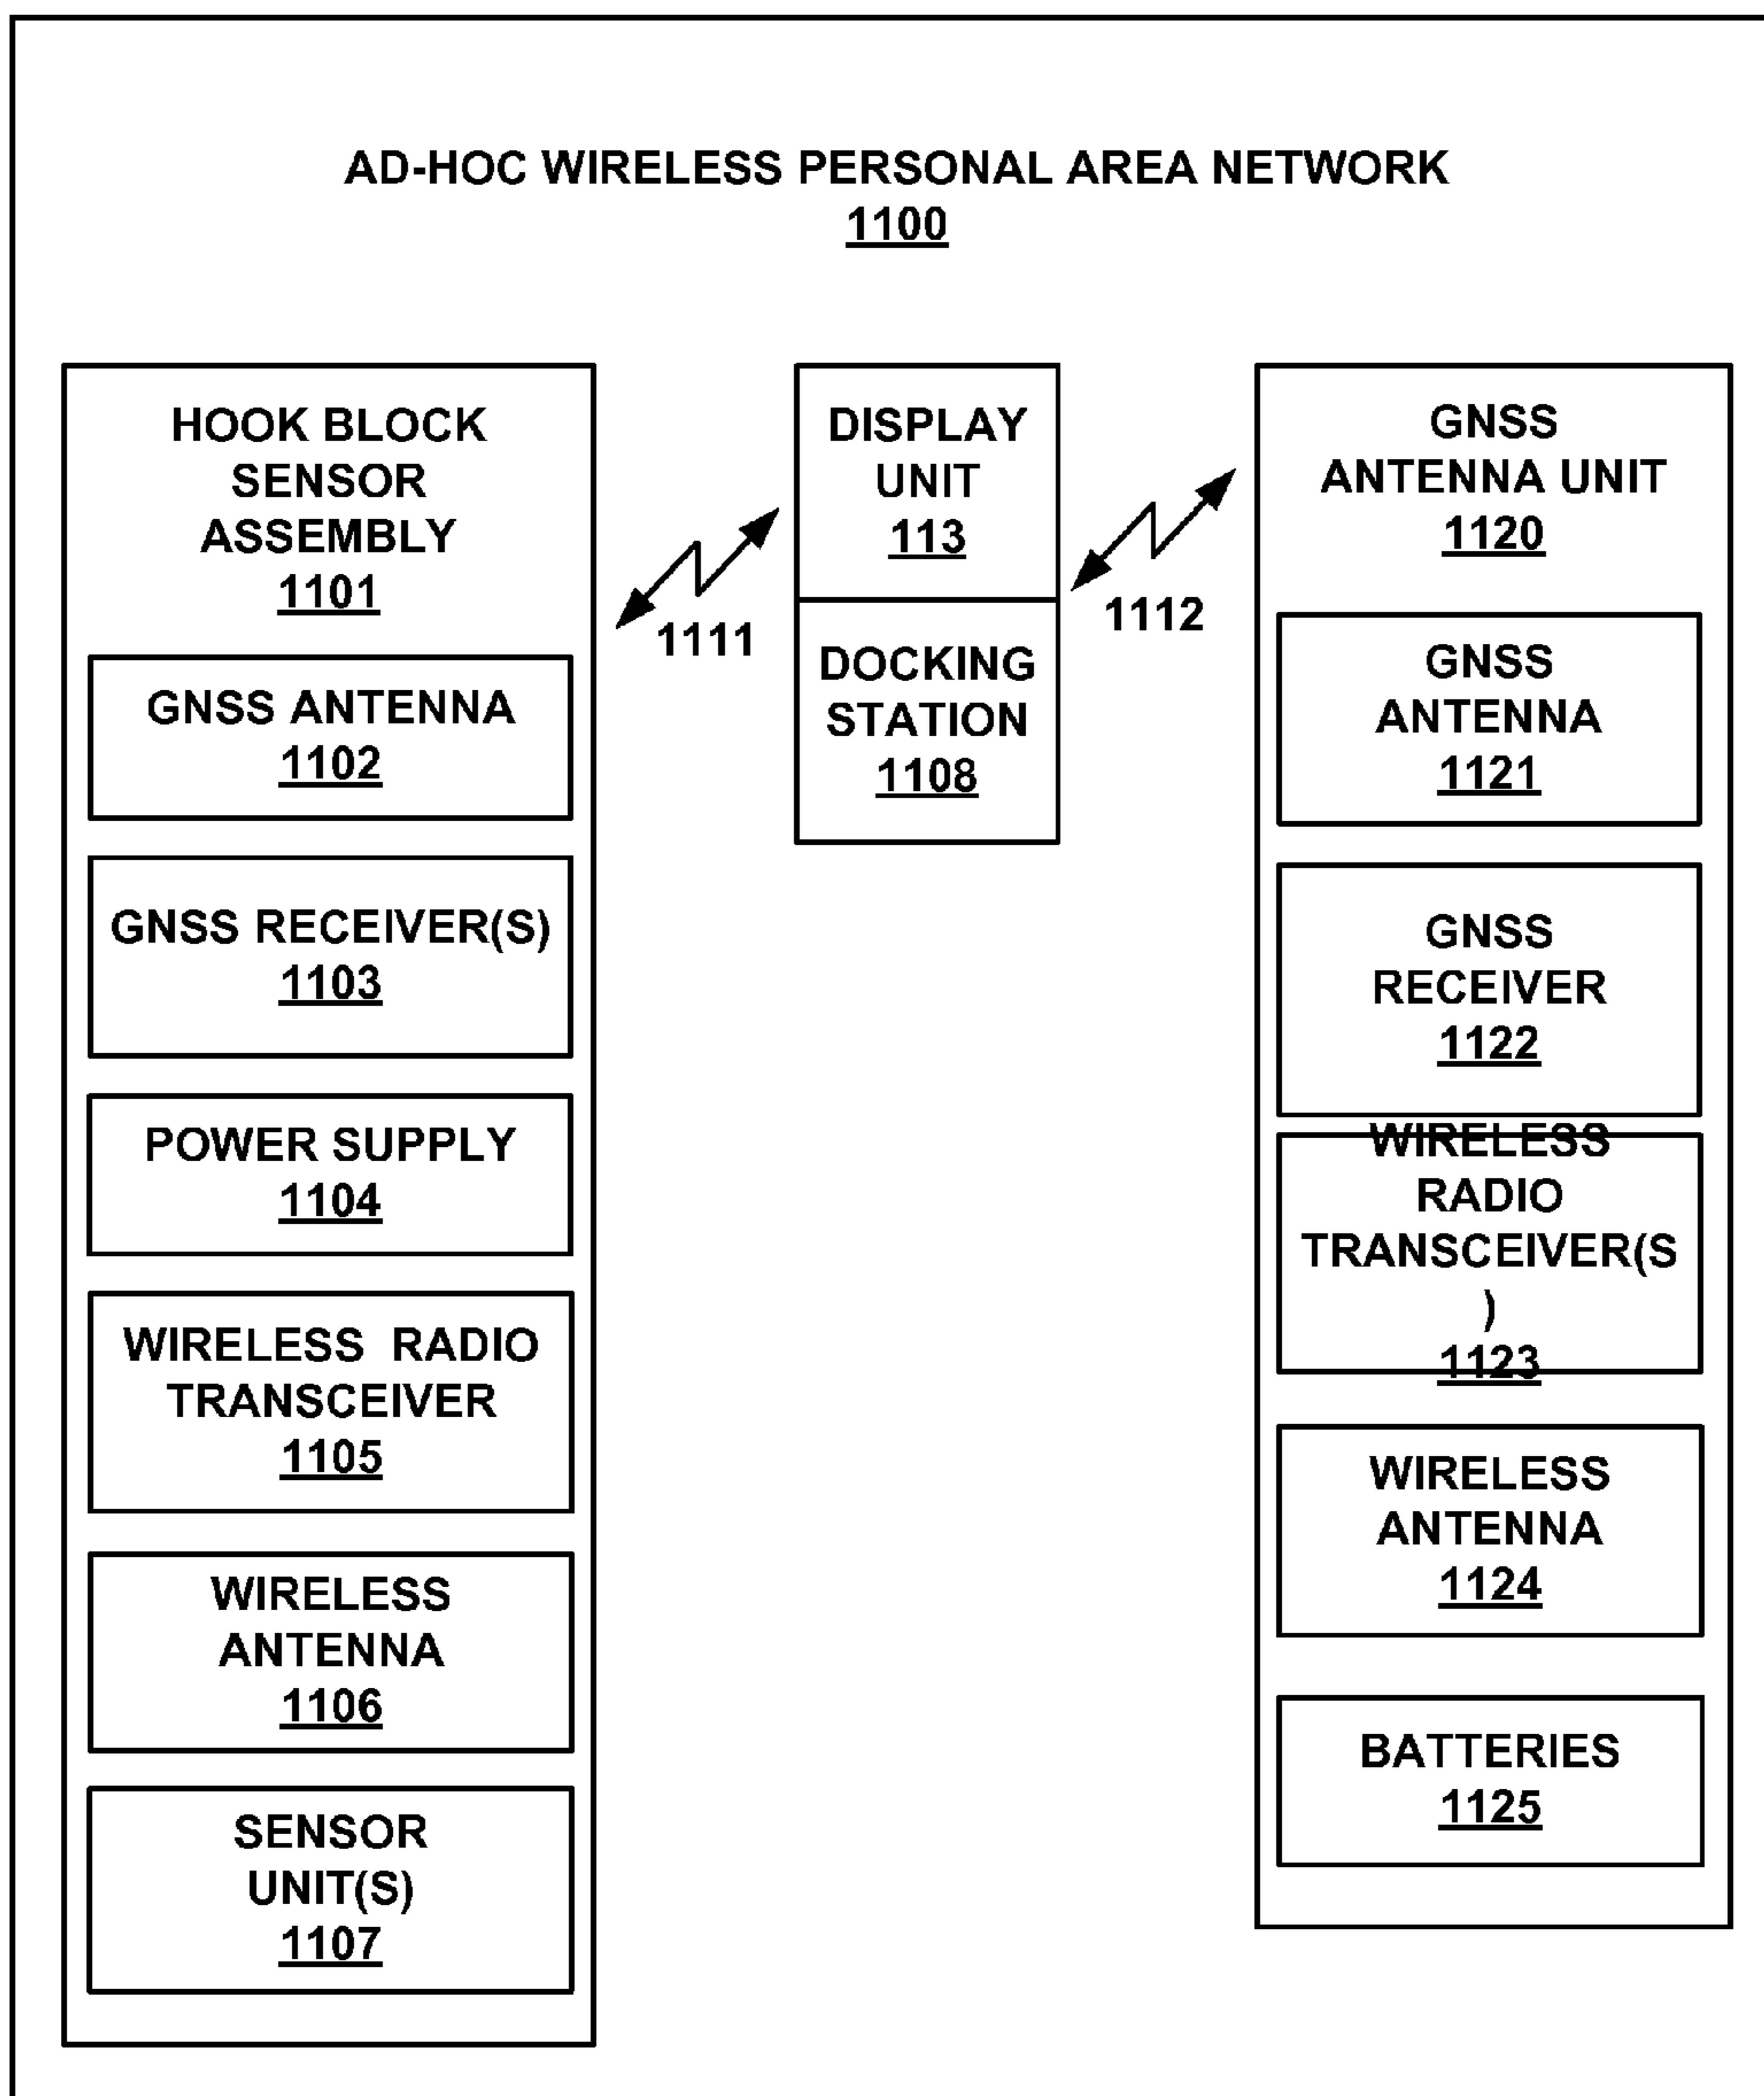 AD-HOC WIRELESS PERSONAL AREA NETWORK
1100
HOOK BLOCK
SENSOR
ASSEMBLY
1101
GNSS ANTENNA
1102
GNSS RECEIVER(S)
1103
POWER SUPPLY
1104
WIRELESS RADIO
TRANSCEIVER
1105
WIRELESS
ANTENNA
1106
SENSOR
UNIT(S)
1107
1111
DISPLAY
UNIT
113
DOCKING
STATION
1108
1112
GNSS
ANTENNA UNIT
1120
GNSS
ANTENNA
1121
GNSS
RECEIVER
1122
WIRELESS
RADIO
TRANSCEIVER(S
)
1123
WIRELESS
ANTENNA
1124
BATTERIES
1125